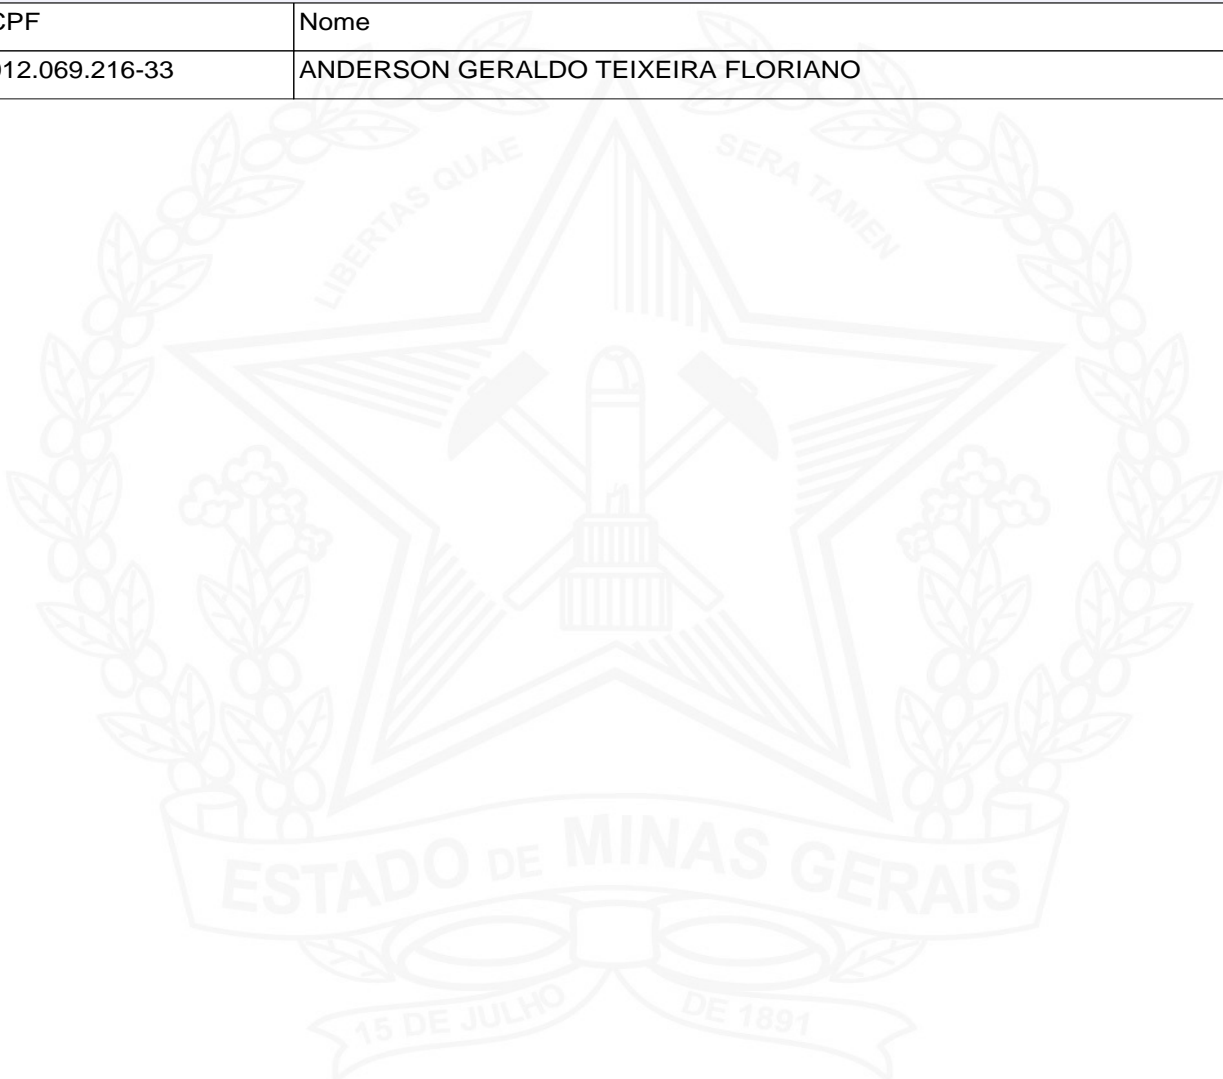 CPF Nome
012.069.216-33 ANDERSON GERALDO TEIXEIRA FLORIANO
LIBERTAS QUAE SERA TAMEN
ESTADO DE MINAS GERAIS
15 DE JULHO DE 1891